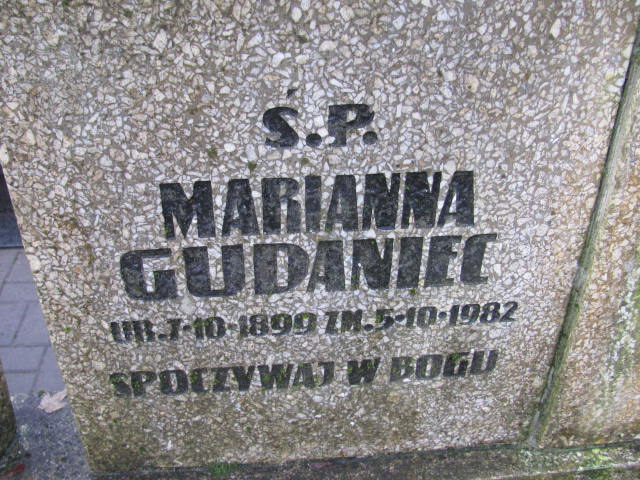 Ś.P.
MARIANNA
GUDANIEC
UR.7·10·1899 ZM.5·10·1982
SPOCZYWAJ W BOGU